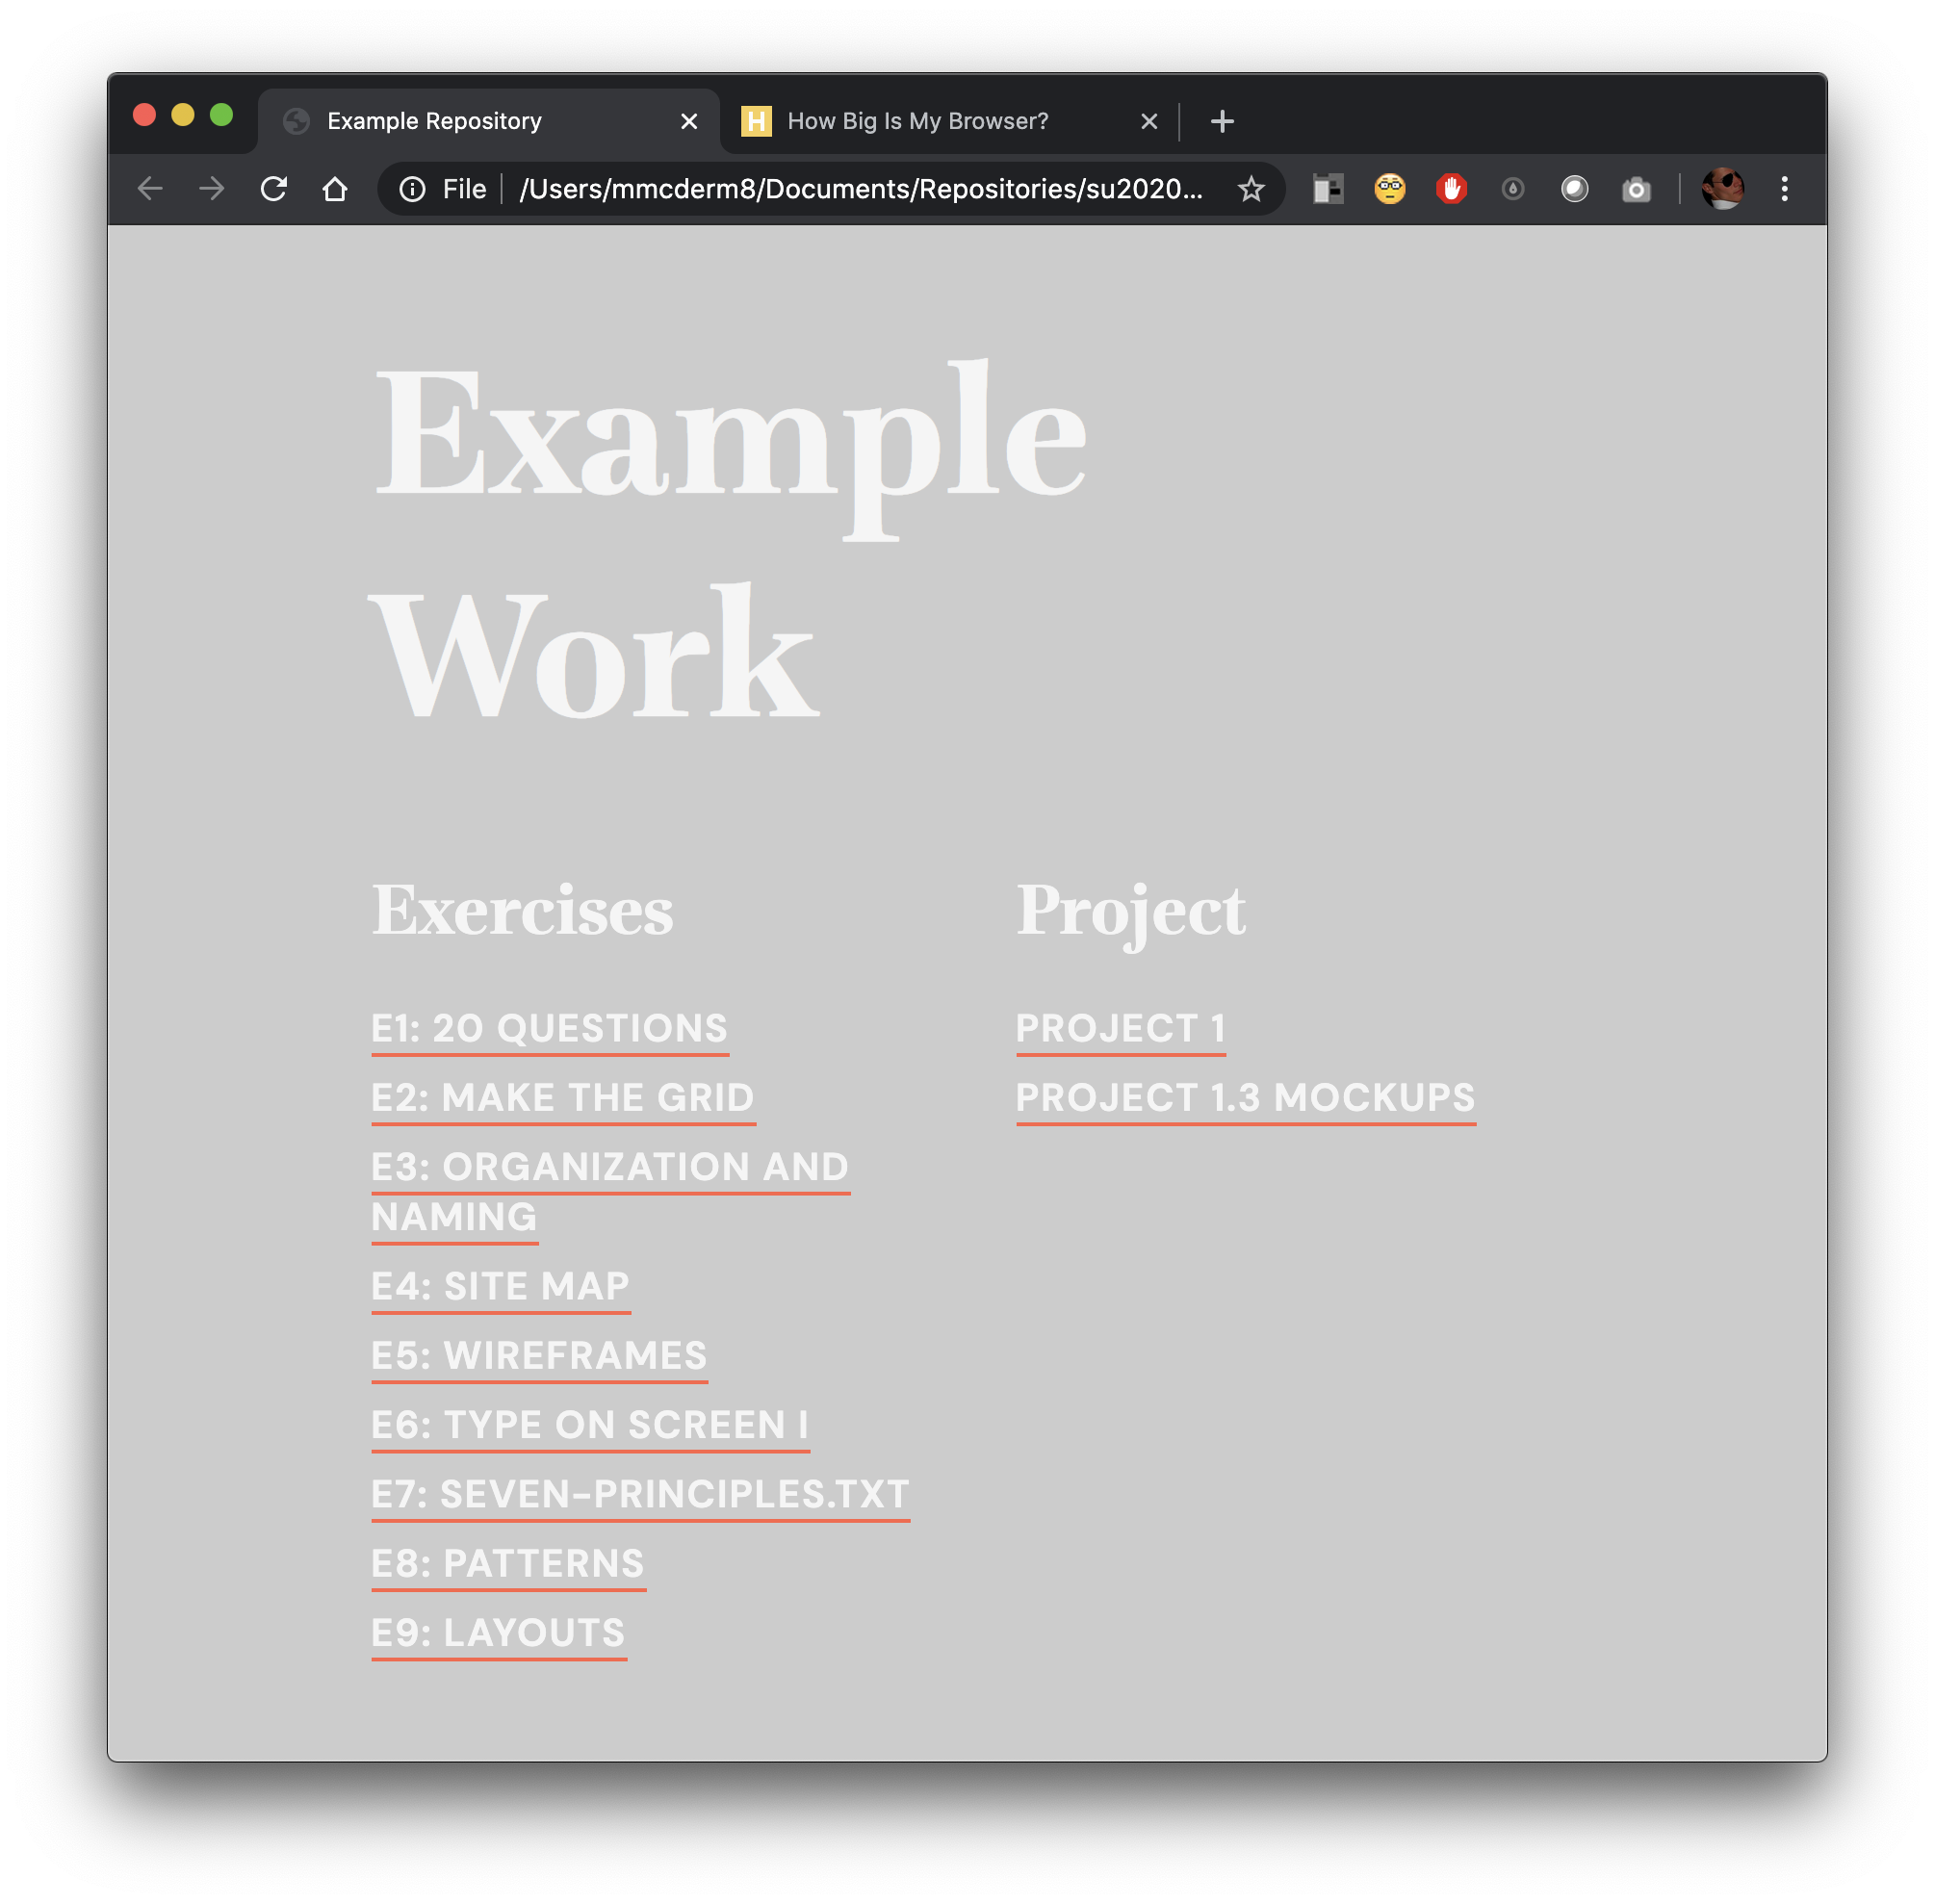 Example Repository
H How Big Is My Browser?
File /Users/mmcderm8/Documents/Repositories/su2020...
Example
Work
Exercises
E1: 20 QUESTIONS
E2: MAKE THE GRID
E3: ORGANIZATION AND
NAMING
E4: SITE MAP
E5: WIREFRAMES
E6: TYPE ON SCREEN I
E7: SEVEN-PRINCIPLES.TXT
E8: PATTERNS
E9: LAYOUTS
Project
PROJECT 1
PROJECT 1.3 MOCKUPS